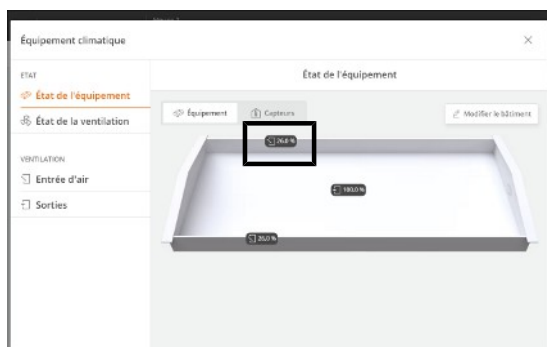 Équipement climatique
ETAT
État de l'équipement
État de l'équipement
Équipement
Capteurs
Modifier le bâtiment
État de la ventilation
26,0 %
VENTILATION
Entrée d'air
100,0 %
Sorties
26,0 %